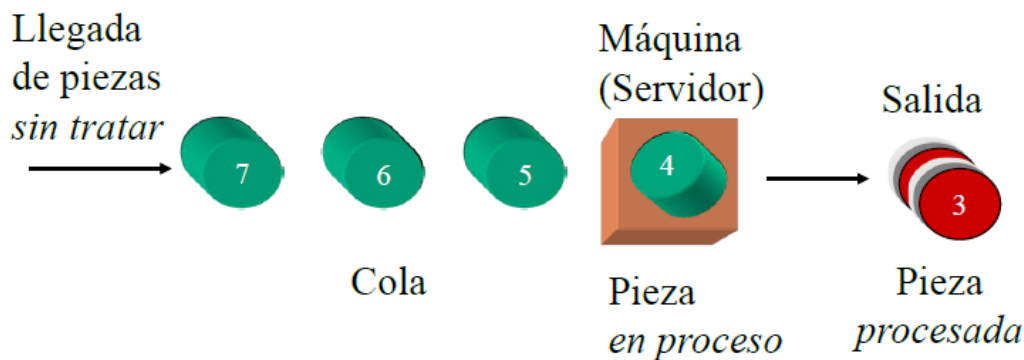 Llegada
de piezas
sin tratar
7
6
5
Cola
Máquina
(Servidor)
4
Pieza
en proceso
Salida
3
Pieza
procesada